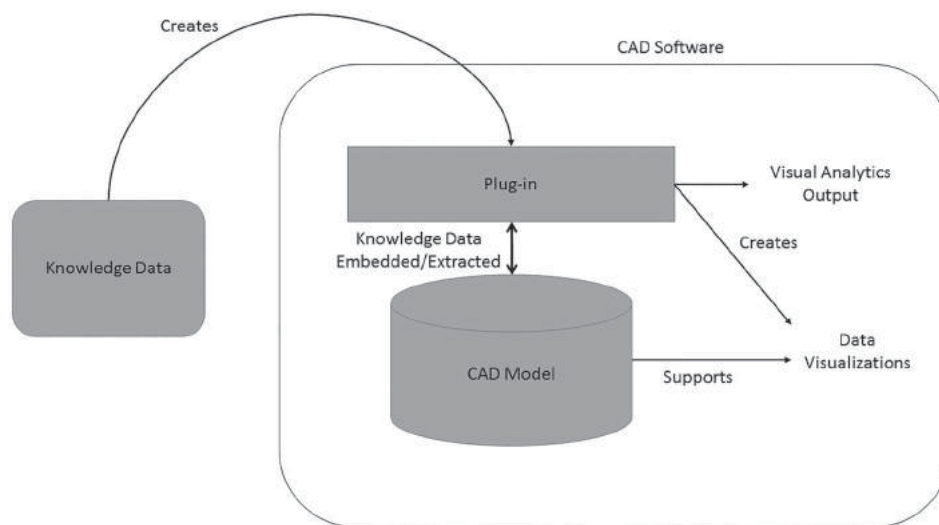 Creates
CAD Software
Plug-in
Visual Analytics
Output
Knowledge Data
Knowledge Data
Embedded/Extracted
Creates
CAD Model
Supports
Data
Visualizations